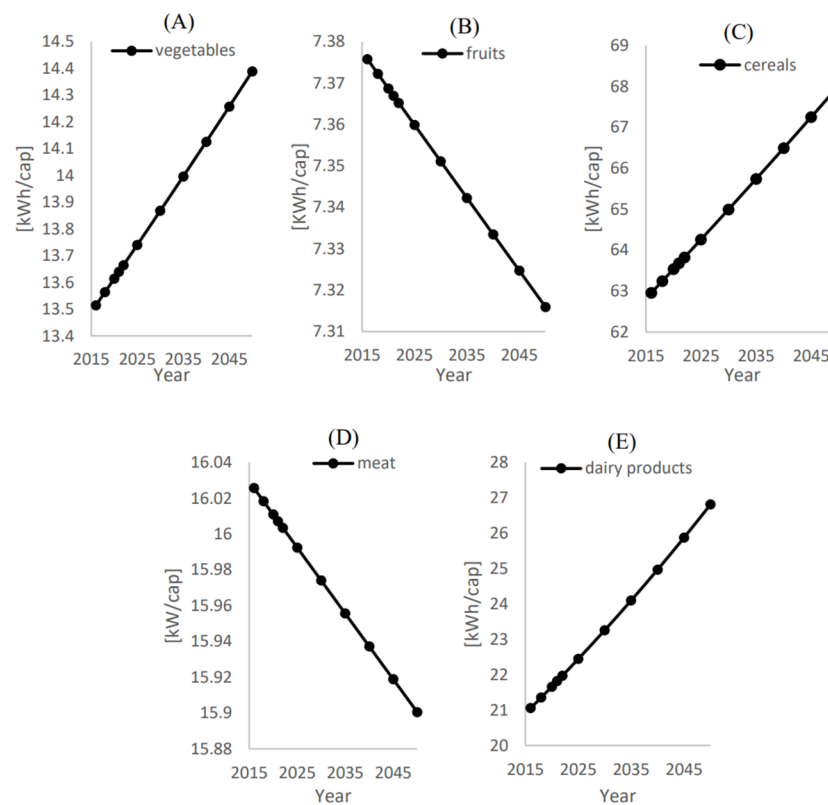 (A)
vegetables
14.5
14.4
14.3
14.2
14.1
14
13.9
13.8
13.7
13.6
13.5
13.4
[kWh/cap]
2015 2025 2035 2045
Year
(B)
fruits
7.38
7.37
7.36
7.35
7.34
7.33
7.32
7.31
[kWh/cap]
2015 2025 2035 2045
Year
(C)
cereals
69
68
67
66
65
64
63
62
[kWh/cap]
2015 2025 2035 2045
Year
(D)
meat
16.04
16.02
16
15.98
15.96
15.94
15.92
15.9
15.88
[kW/cap]
2015 2025 2035 2045
Year
(E)
dairy products
28
27
26
25
24
23
22
21
20
[kWh/cap]
2015 2025 2035 2045
Year